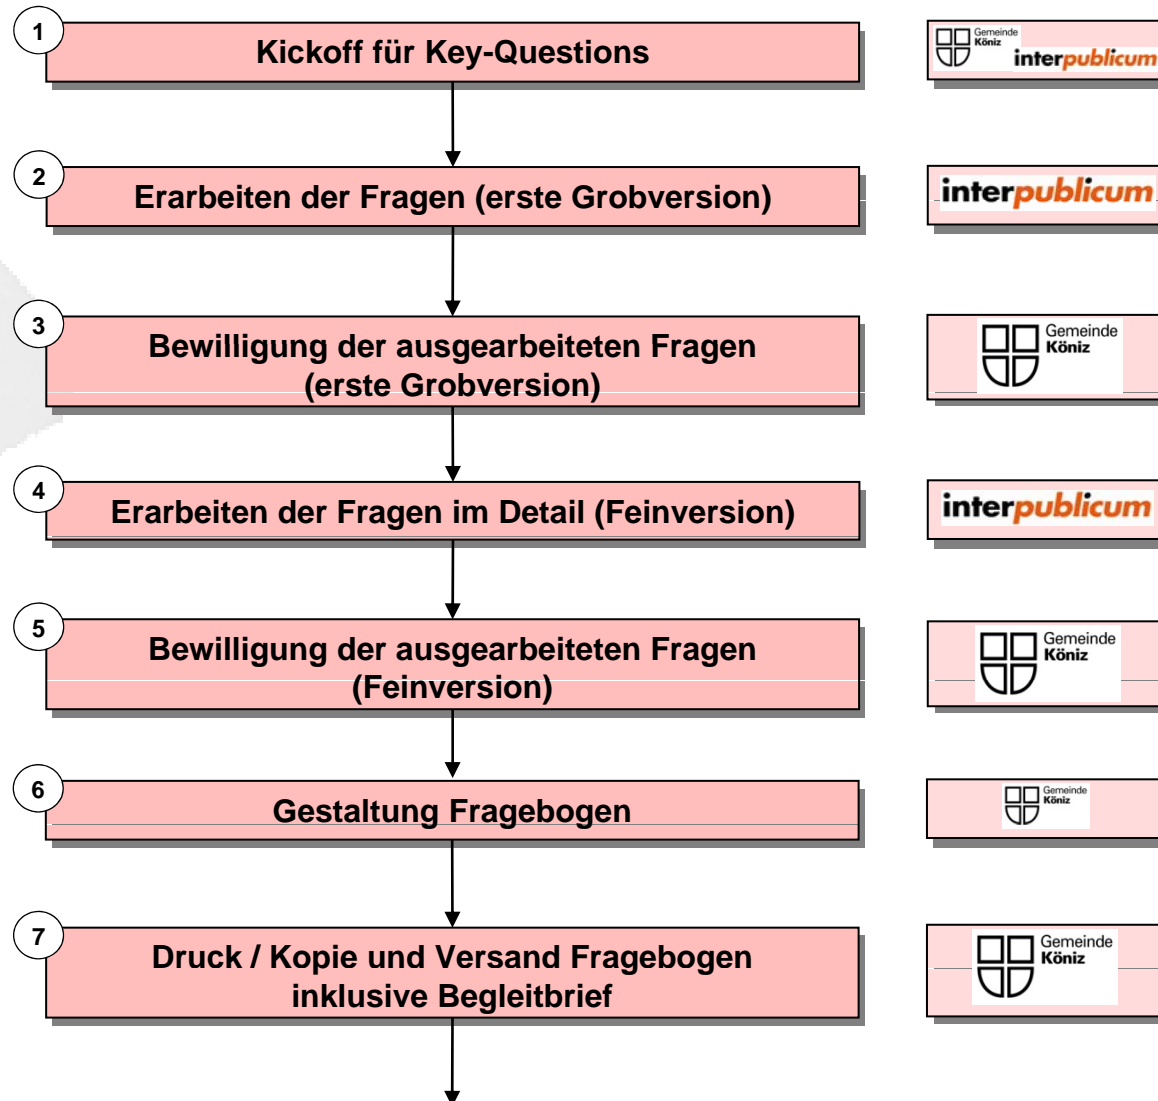 1
Kickoff für Key-Questions
Gemeinde
Köniz
interpublicum
2
Erarbeiten der Fragen (erste Grobversion)
interpublicum
3
Bewilligung der ausgearbeiteten Fragen
(erste Grobversion)
Gemeinde
Köniz
4
Erarbeiten der Fragen im Detail (Feinversion)
interpublicum
5
Bewilligung der ausgearbeiteten Fragen
(Feinversion)
Gemeinde
Köniz
6
Gestaltung Fragebogen
Gemeinde
Köniz
7
Druck / Kopie und Versand Fragebogen
inklusive Begleitbrief
Gemeinde
Köniz